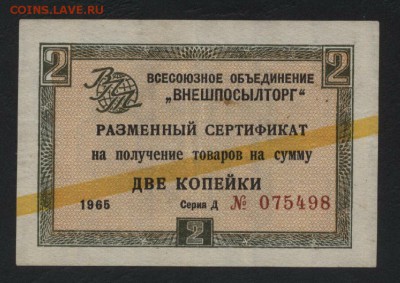 COINS.LAVE.RU
2
2
ВПТ
ВСЕСОЮЗНОЕ ОБЪЕДИНЕНИЕ
„ВНЕШПОСЫЛТОРГ"
РАЗМЕННЫЙ СЕРТИФИКАТ
на получение товаров на сумму
ДВЕ КОПЕЙКИ
1965 Серия Д № 075498
2